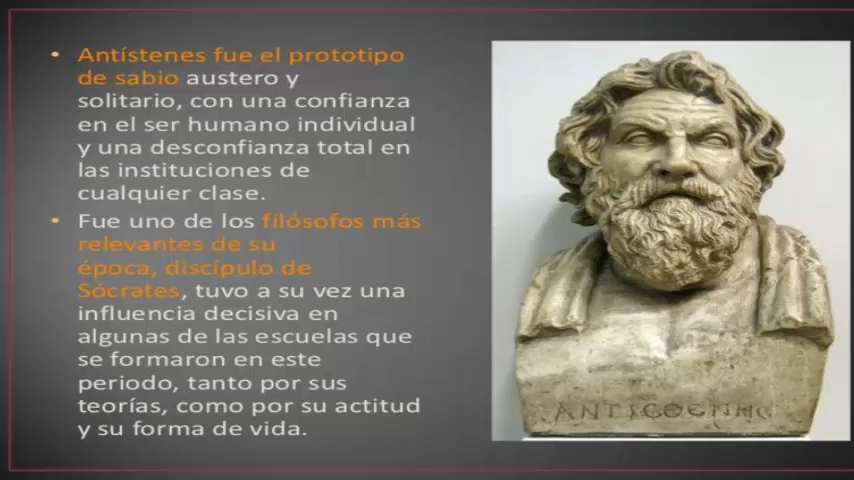 • Antístenes fue el prototipo
de sabio austero y
solitario, con una confianza
en el ser humano individual
y una desconfianza total en
las instituciones de
cualquier clase.
• Fue uno de los filósofos más
relevantes de su
época, discípulo de
Sócrates, tuvo a su vez una
influencia decisiva en
algunas de las escuelas que
se formaron en este
periodo, tanto por sus
teorías, como por su actitud
y su forma de vida.
ΑΝΤΙϹΘΕΝΗϹ